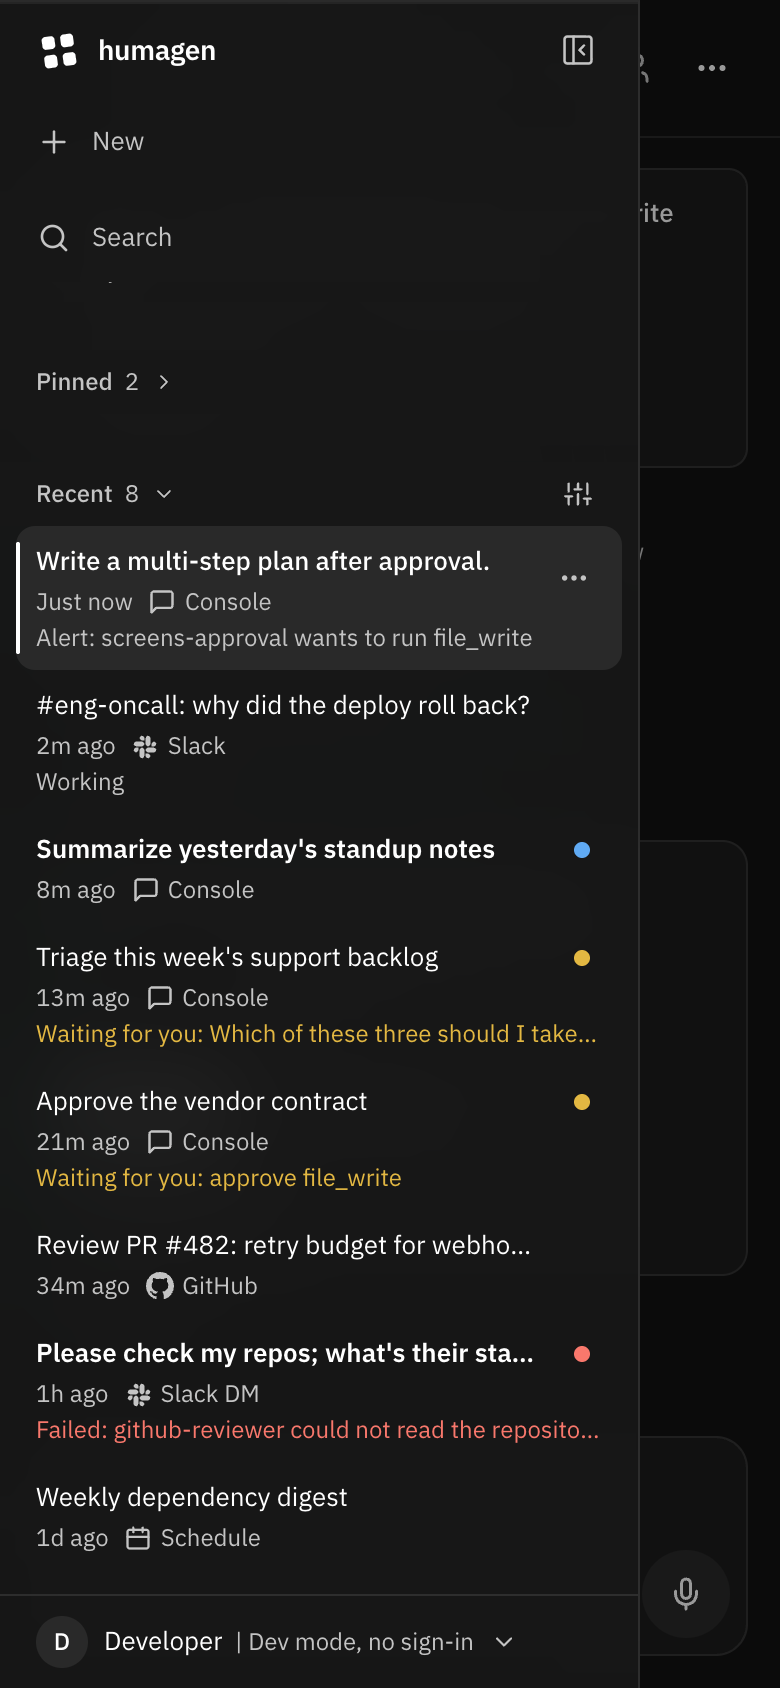 humagen
New
Search
Pinned 2
Recent 8
Write a multi-step plan after approval.
Just now Console
Alert: screens-approval wants to run file_write
#eng-oncall: why did the deploy roll back?
2m ago Slack
Working
Summarize yesterday's standup notes
8m ago Console
Triage this week's support backlog
13m ago Console
Waiting for you: Which of these three should I take...
Approve the vendor contract
21m ago Console
Waiting for you: approve file_write
Review PR #482: retry budget for webho...
34m ago GitHub
Please check my repos; what's their sta...
1h ago Slack DM
Failed: github-reviewer could not read the reposito...
Weekly dependency digest
1d ago Schedule
D Developer | Dev mode, no sign-in